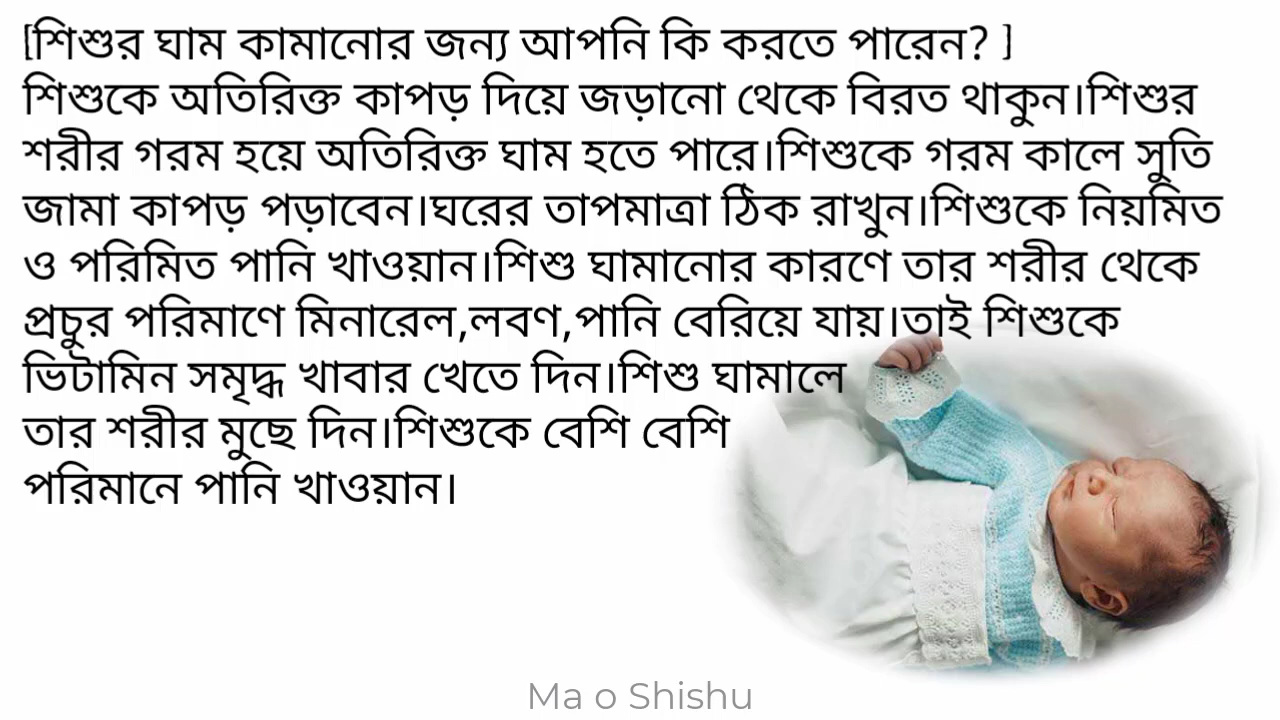 [শিশুর ঘাম কামানোর জন্য আপনি কি করতে পারেন? ]
শিশুকে অতিরিক্ত কাপড় দিয়ে জড়ানো থেকে বিরত থাকুন।শিশুর
শরীর গরম হয়ে অতিরিক্ত ঘাম হতে পারে।শিশুকে গরম কালে সুতি
জামা কাপড় পড়াবেন।ঘরের তাপমাত্রা ঠিক রাখুন।শিশুকে নিয়মিত
ও পরিমিত পানি খাওয়ান।শিশু ঘামানোর কারণে তার শরীর থেকে
প্রচুর পরিমাণে মিনারেল,লবণ,পানি বেরিয়ে যায়।তাই শিশুকে
ভিটামিন সমৃদ্ধ খাবার খেতে দিন।শিশু ঘামালে
তার শরীর মুছে দিন।শিশুকে বেশি বেশি
পরিমানে পানি খাওয়ান।
Ma o Shishu